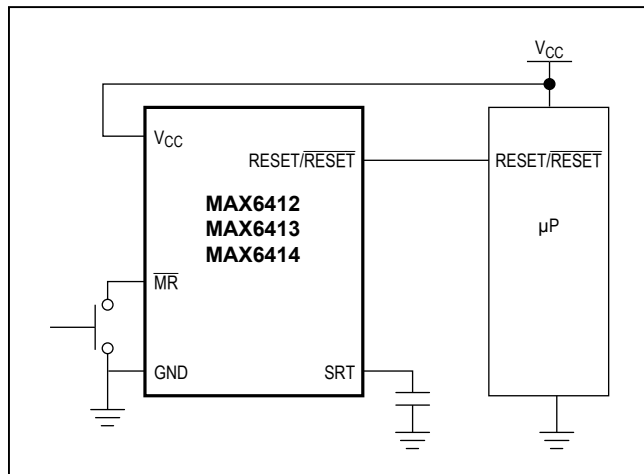 VCC
VCC
RESET/RESET
RESET/RESET
MAX6412
MAX6413
MAX6414
µP
MR
GND
SRT